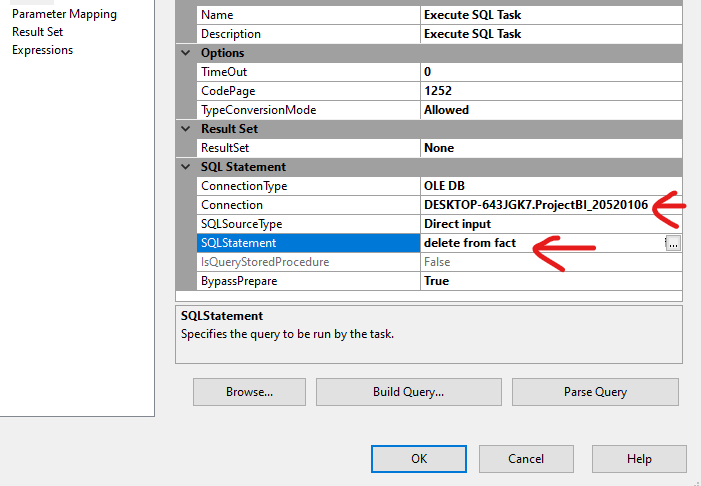 Parameter Mapping
Result Set
Expressions
Name Execute SQL Task
Description Execute SQL Task
Options
TimeOut 0
CodePage 1252
TypeConversionMode Allowed
Result Set
ResultSet None
SQL Statement
ConnectionType OLE DB
Connection DESKTOP-643JGK7.ProjectBI_20520106
SQLSourceType Direct input
SQLStatement delete from fact ...
IsQueryStoredProcedure False
BypassPrepare True
SQLStatement
Specifies the query to be run by the task.
Browse... Build Query... Parse Query
OK Cancel Help